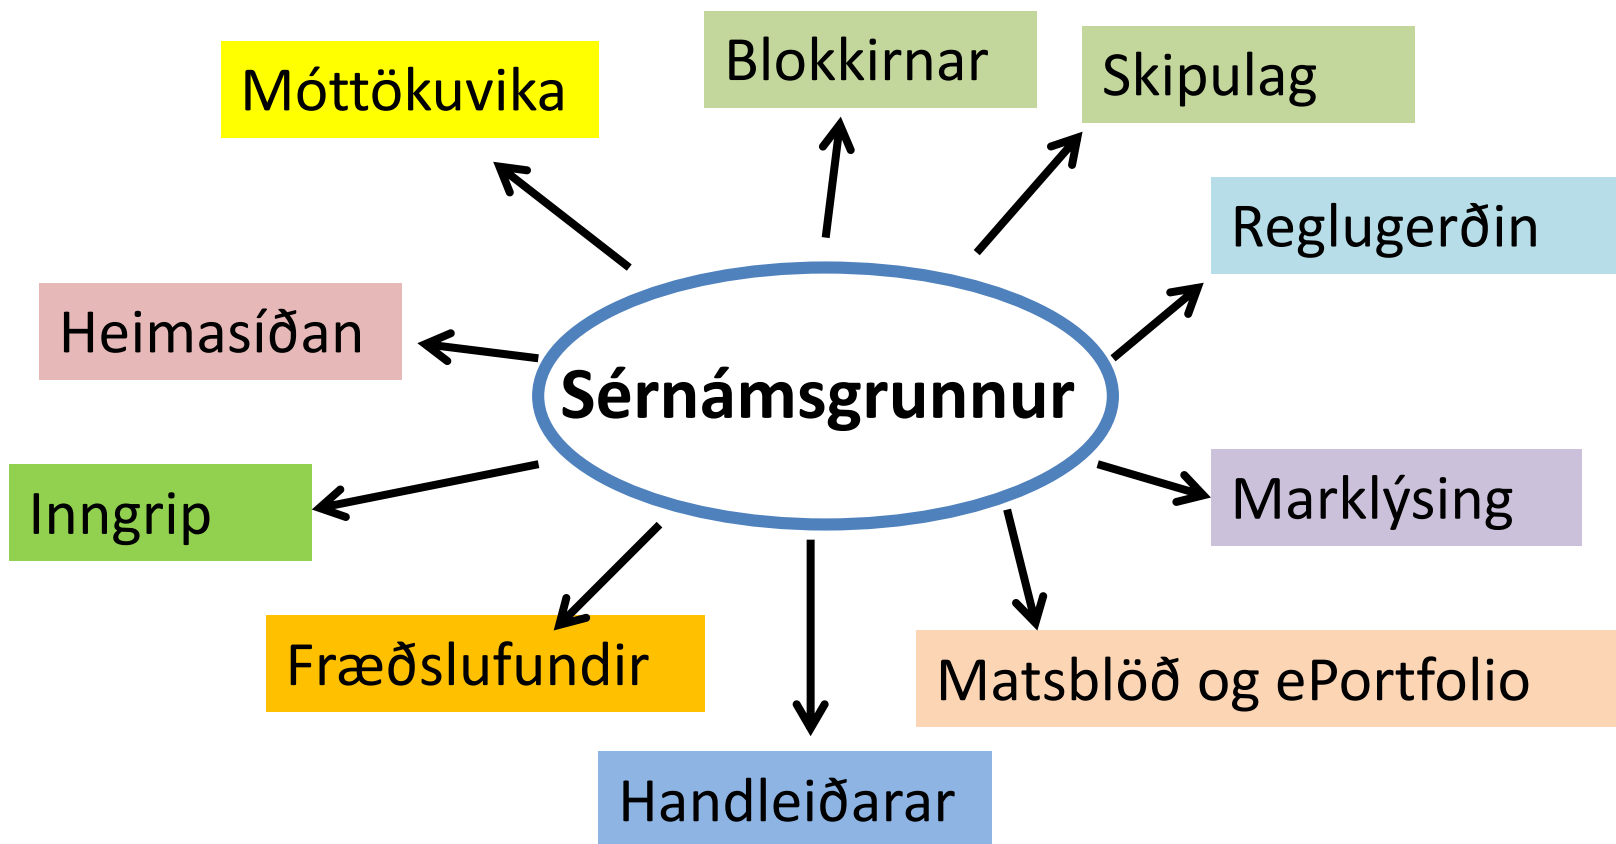 Blokkirnar
Skipulag
Móttökuvika
Reglugerðin
Heimasíðan
Sérnámsgrunnur
Marklýsing
Inngrip
Fræðslufundir
Matsblöð og ePortfolio
Handleiðarar